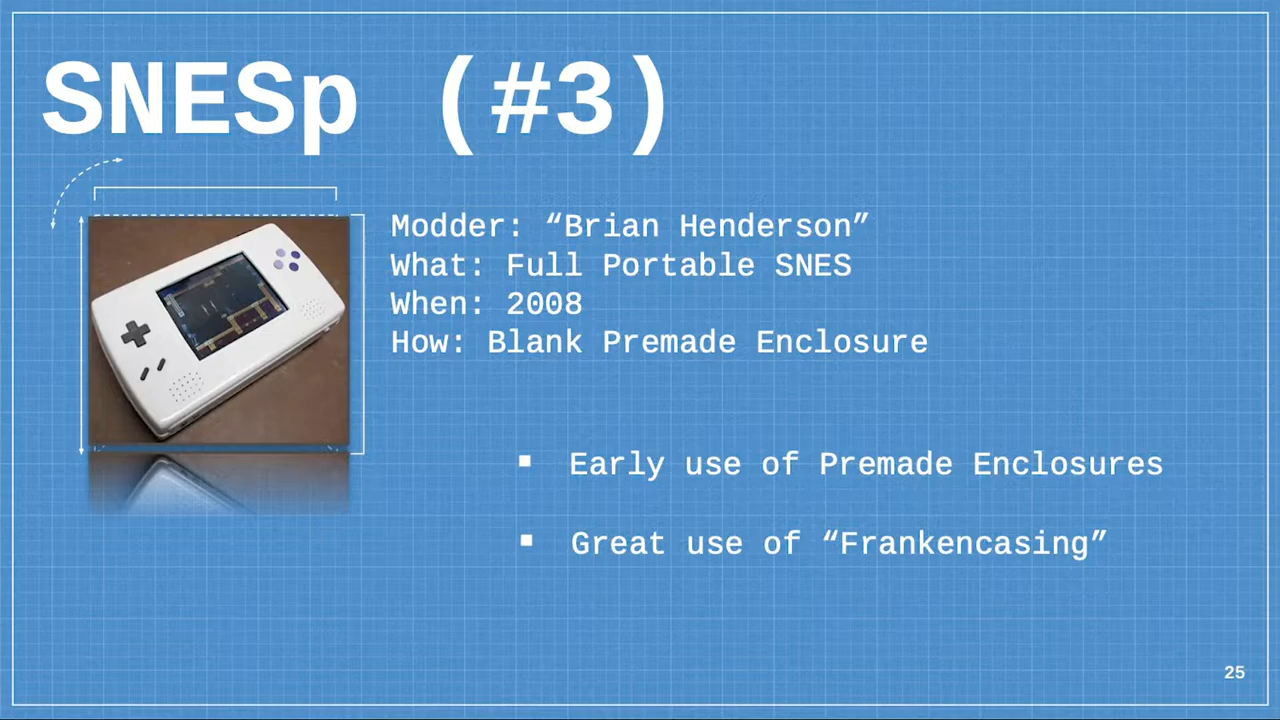 SNESp (#3)
Modder: “Brian Henderson”
What: Full Portable SNES
When: 2008
How: Blank Premade Enclosure
▪ Early use of Premade Enclosures
▪ Great use of “Frankencasing”
25